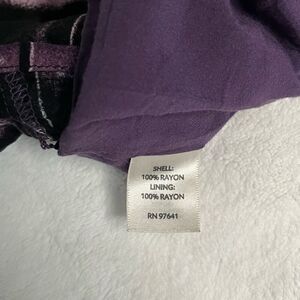 SHELL:
100% RAYON
LINING:
100% RAYON
RN 97641